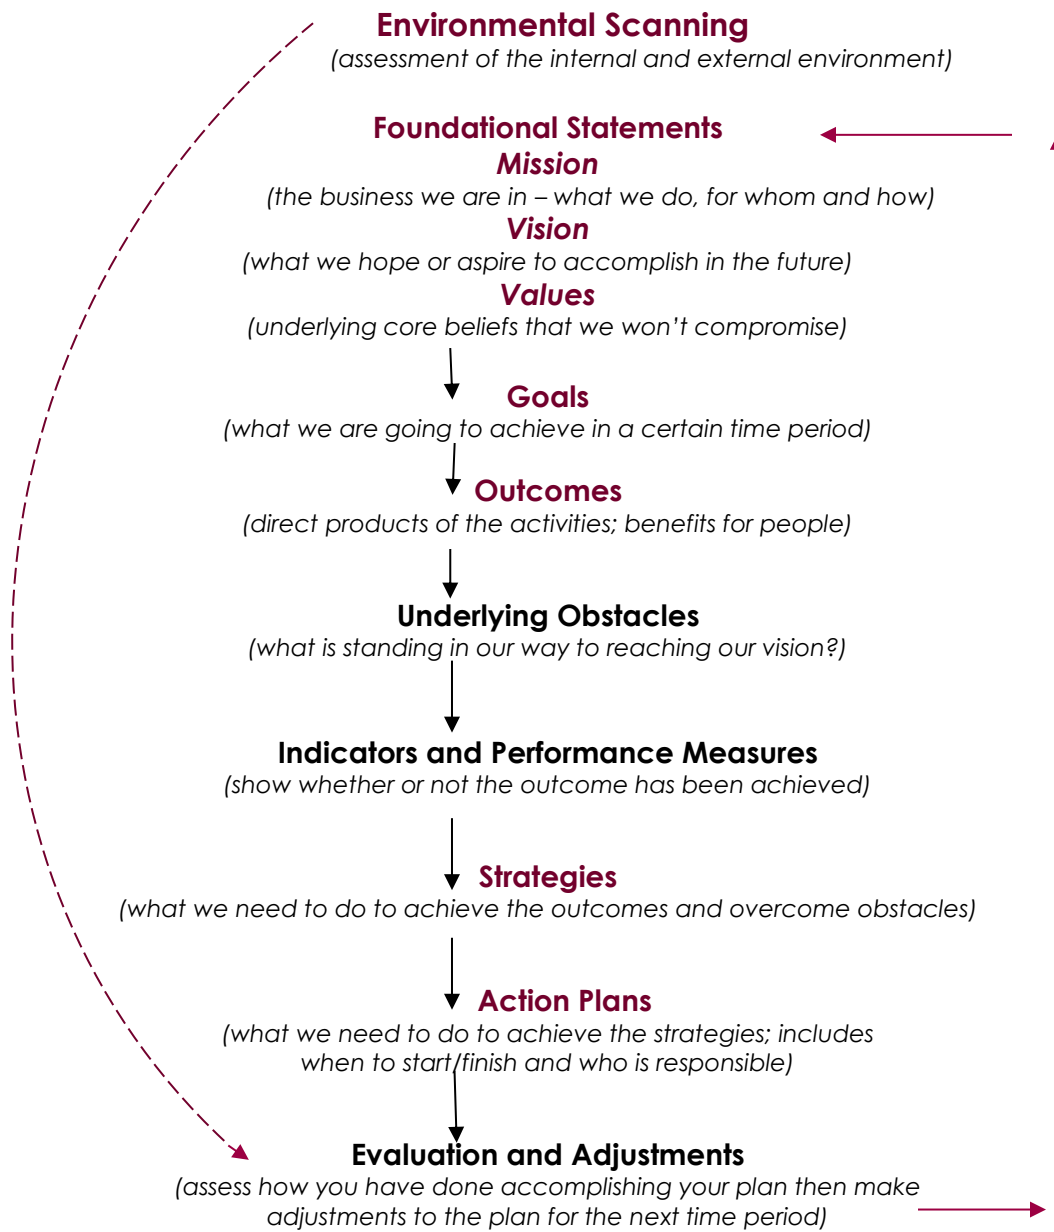 Environmental Scanning
(assessment of the internal and external environment)
Foundational Statements
Mission
(the business we are in – what we do, for whom and how)
Vision
(what we hope or aspire to accomplish in the future)
Values
(underlying core beliefs that we won’t compromise)
Goals
(what we are going to achieve in a certain time period)
Outcomes
(direct products of the activities; benefits for people)
Underlying Obstacles
(what is standing in our way to reaching our vision?)
Indicators and Performance Measures
(show whether or not the outcome has been achieved)
Strategies
(what we need to do to achieve the outcomes and overcome obstacles)
Action Plans
(what we need to do to achieve the strategies; includes
when to start/finish and who is responsible)
Evaluation and Adjustments
(assess how you have done accomplishing your plan then make
adjustments to the plan for the next time period)